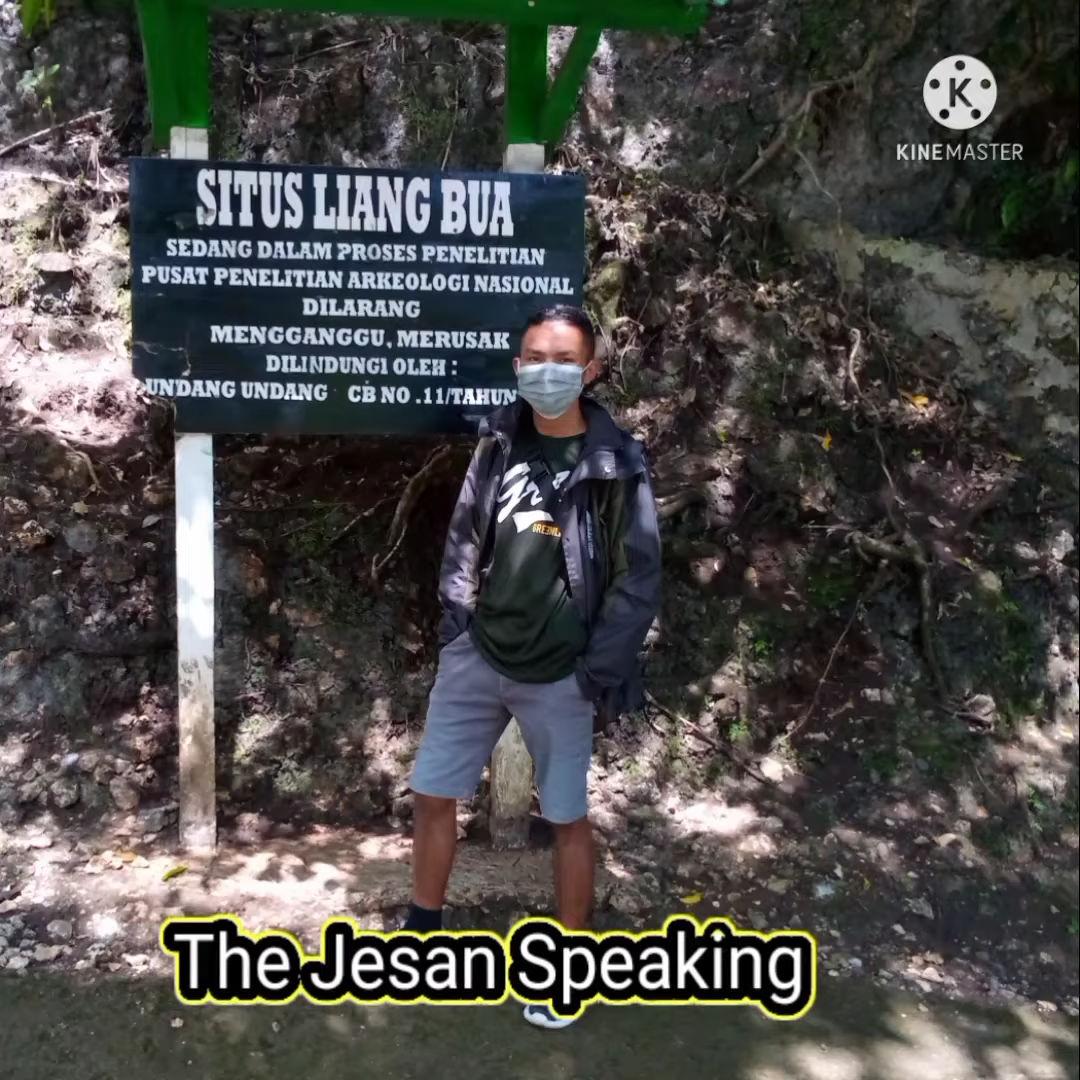 K
KINEMASTER
SITUS LIANG BUA
SEDANG DALAM PROSES PENELITIAN
PUSAT PENELITIAN ARKEOLOGI NASIONAL
DILARANG
MENGGANGGU, MERUSAK
DILINDUNGI OLEH :
UNDANG UNDANG CB NO .11/TAHUN
GREENL
The Jesan Speaking